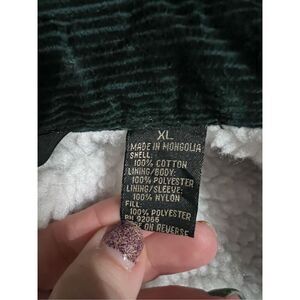 XL
MADE IN MONGOLIA
SHELL:
100% COTTON
LINING/BODY:
100% POLYESTER
LINING/SLEEVE:
100% NYLON
FILL:
100% POLYESTER
RN 92055
ON REVERSE